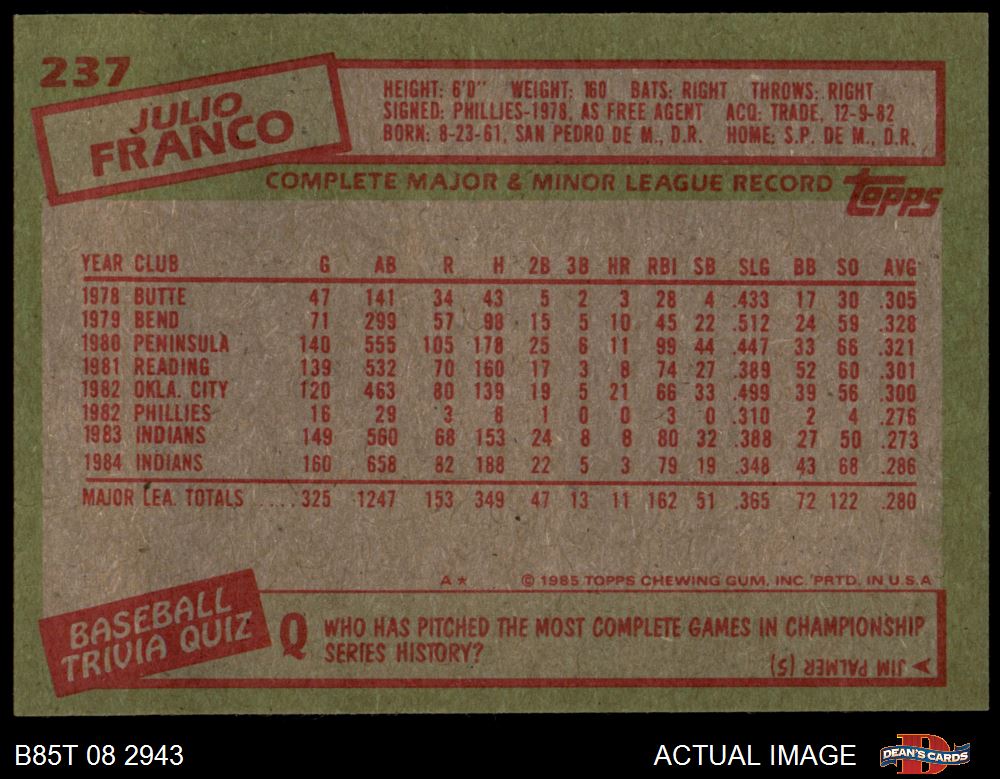 237
JULIO
FRANCO
HEIGHT: 6'0" WEIGHT: 160 BATS: RIGHT THROWS: RIGHT
SIGNED: PHILLIES-1978, AS FREE AGENT ACQ: TRADE, 12-9-82
BORN: 8-23-61, SAN PEDRO DE M., D.R. HOME: S.P. DE M., D.R.
COMPLETE MAJOR & MINOR LEAGUE RECORD
topps
YEAR CLUB G AB R H 2B 3B HR RBI SB SLG BB SO AVG
1978 BUTTE 47 141 34 43 5 2 3 28 4 .433 17 30 .305
1979 BEND 71 299 57 98 15 5 10 45 22 .512 24 59 .328
1980 PENINSULA 140 555 105 178 25 6 11 99 44 .447 33 66 .321
1981 READING 139 532 70 160 17 3 8 74 27 .389 52 60 .301
1982 OKLA. CITY 120 463 80 139 19 5 21 66 33 .499 39 56 .300
1982 PHILLIES 16 29 3 8 1 0 0 3 0 .310 2 4 .276
1983 INDIANS 149 560 68 153 24 8 8 80 32 .388 27 50 .273
1984 INDIANS 160 658 82 188 22 5 3 79 19 .348 43 68 .286
MAJOR LEA. TOTALS ..... 325 1247 153 349 47 13 11 162 51 .365 72 122 .280
A* © 1985 TOPPS CHEWING GUM, INC. PRTD. IN U.S.A
BASEBALL
TRIVIA QUIZ
Q WHO HAS PITCHED THE MOST COMPLETE GAMES IN CHAMPIONSHIP
SERIES HISTORY?
JIM PALMER (5)
B85T 08 2943
ACTUAL IMAGE
D
DEAN'S CARDS